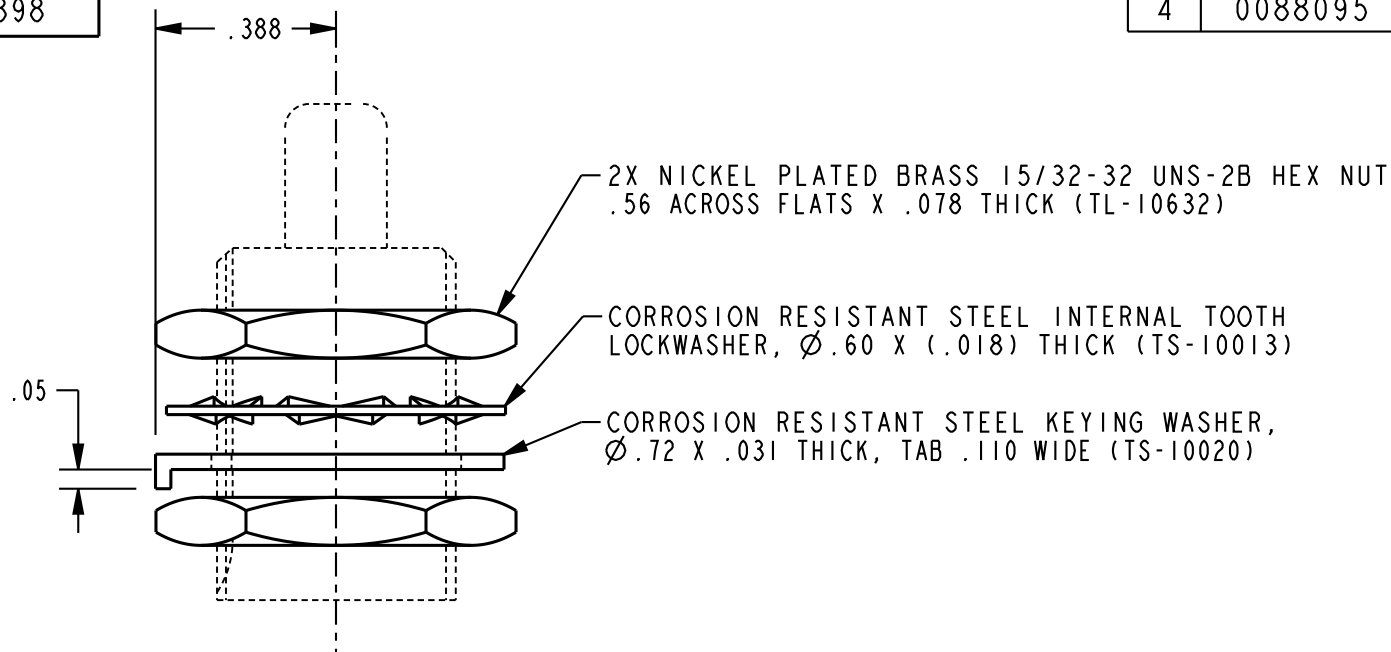 398
4 0088095
.388
2X NICKEL PLATED BRASS 15/32-32 UNS-2B HEX NUT
.56 ACROSS FLATS X .078 THICK (TL-10632)
CORROSION RESISTANT STEEL INTERNAL TOOTH
LOCKWASHER, Ø.60 X (.018) THICK (TS-10013)
.05
CORROSION RESISTANT STEEL KEYING WASHER,
Ø.72 X .031 THICK, TAB .110 WIDE (TS-10020)